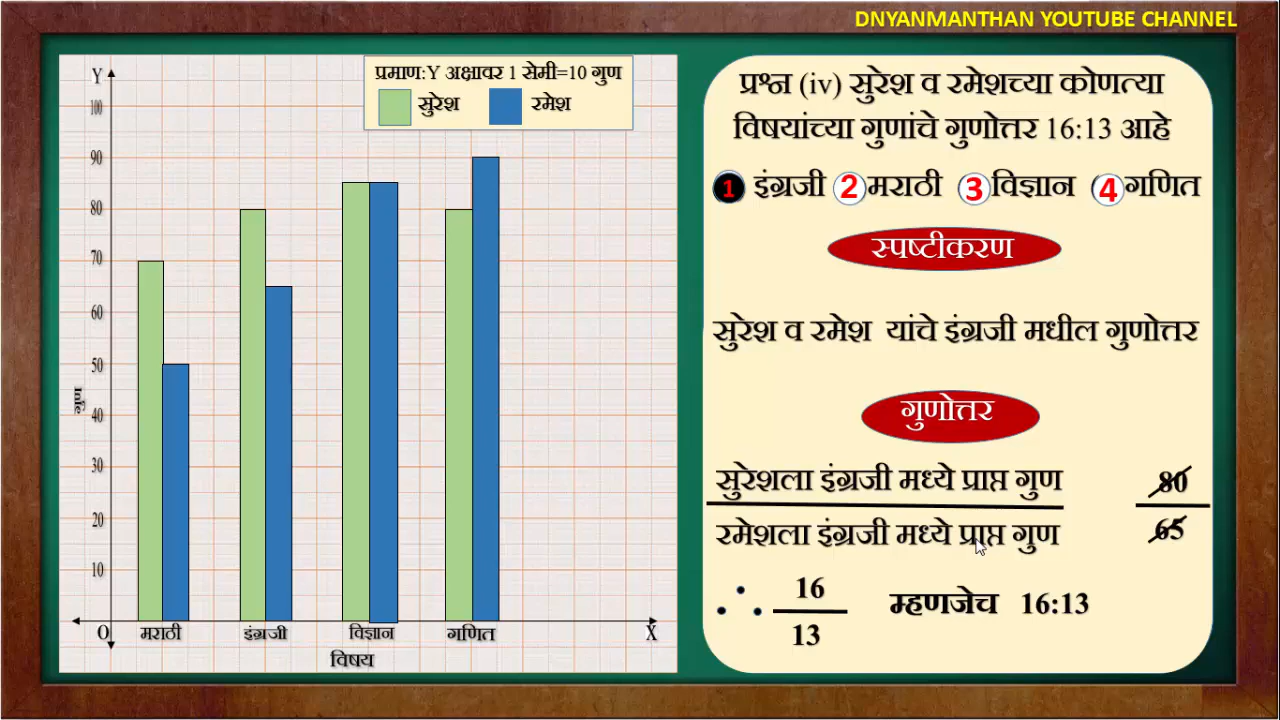 DNYANMANTHAN YOUTUBE CHANNEL
प्रमाण:Y अक्षावर 1 सेमी=10 गुण
सुरेश रमेश
Y
100
90
80
70
60
50
40
30
20
10
O
X
मराठी इंग्रजी विज्ञान गणित
विषय
प्रश्न (iv) सुरेश व रमेशच्या कोणत्या
विषयांच्या गुणांचे गुणोत्तर 16:13 आहे
1 इंग्रजी 2 मराठी 3 विज्ञान 4 गणित
स्पष्टीकरण
सुरेश व रमेश यांचे इंग्रजी मधील गुणोत्तर
गुणोत्तर
सुरेशला इंग्रजी मध्ये प्राप्त गुण 80
रमेशला इंग्रजी मध्ये प्राप्त गुण 65
∴ 16
13
म्हणजेच 16:13